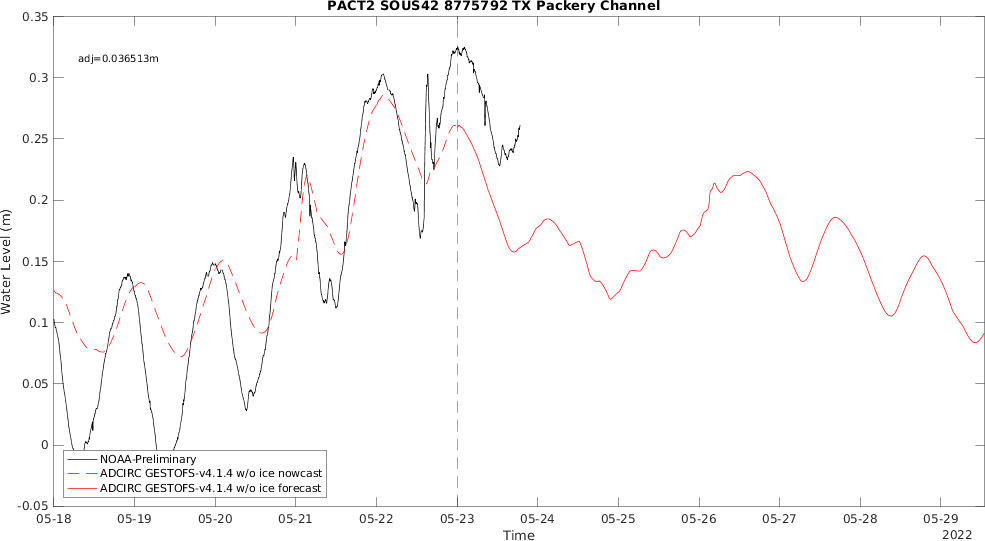 PACT2 SOUS42 8775792 TX Packery Channel
adj=0.036513m
Water Level (m)
0.35
0.3
0.25
0.2
0.15
0.1
0.05
0
-0.05
NOAA-Preliminary
ADCIRC GESTOFS-v4.1.4 w/o ice nowcast
ADCIRC GESTOFS-v4.1.4 w/o ice forecast
05-18 05-19 05-20 05-21 05-22 05-23 05-24 05-25 05-26 05-27 05-28 05-29
Time
2022